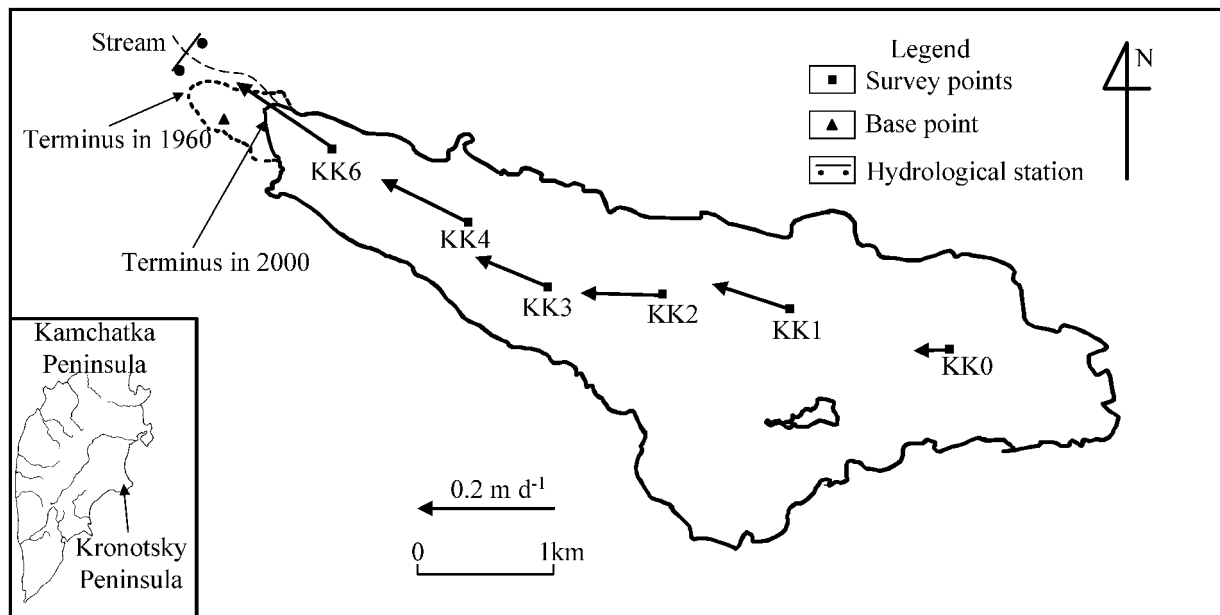 Stream
Terminus in 1960
Terminus in 2000
KK6
KK4
KK3
KK2
KK1
KK0
Legend
Survey points
Base point
Hydrological station
N
0.2 m d⁻¹
0 1km
Kamchatka
Peninsula
Kronotsky
Peninsula